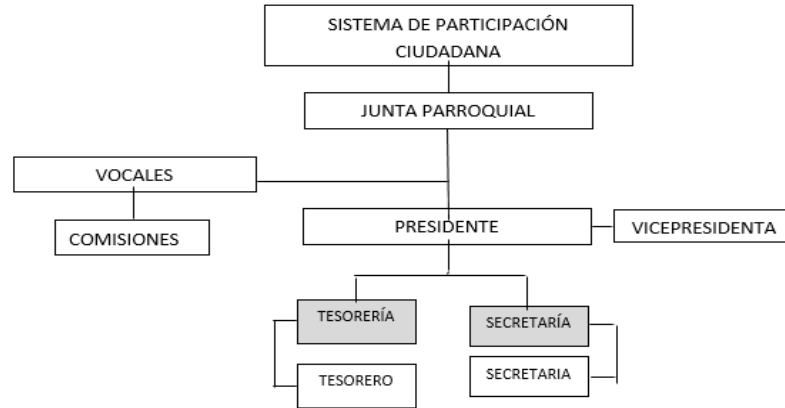 SISTEMA DE PARTICIPACIÓN
CIUDADANA
JUNTA PARROQUIAL
VOCALES
COMISIONES
PRESIDENTE
VICEPRESIDENTA
TESORERÍA
SECRETARÍA
TESORERO
SECRETARIA